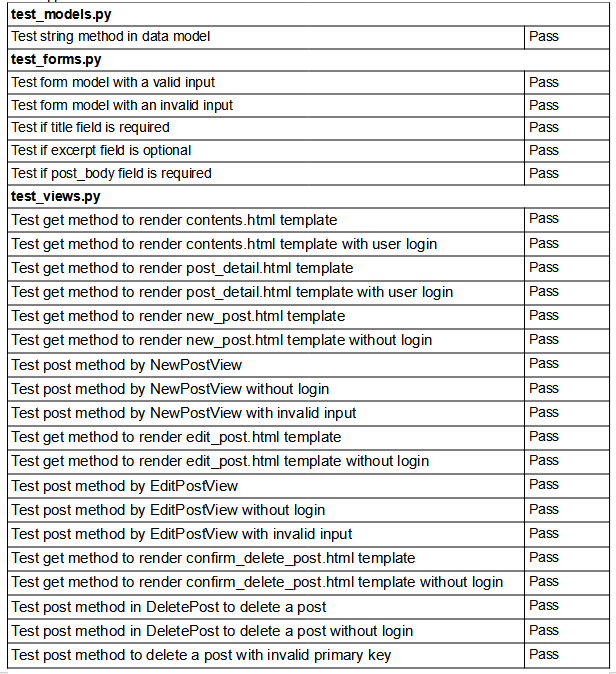 test_models.py
Test string method in data model Pass
test_forms.py
Test form model with a valid input Pass
Test form model with an invalid input Pass
Test if title field is required Pass
Test if excerpt field is optional Pass
Test if post_body field is required Pass
test_views.py
Test get method to render contents.html template Pass
Test get method to render contents.html template with user login Pass
Test get method to render post_detail.html template Pass
Test get method to render post_detail.html template with user login Pass
Test get method to render new_post.html template Pass
Test get method to render new_post.html template without login Pass
Test post method by NewPostView Pass
Test post method by NewPostView without login Pass
Test post method by NewPostView with invalid input Pass
Test get method to render edit_post.html template Pass
Test get method to render edit_post.html template without login Pass
Test post method by EditPostView Pass
Test post method by EditPostView without login Pass
Test post method by EditPostView with invalid input Pass
Test get method to render confirm_delete_post.html template Pass
Test get method to render confirm_delete_post.html template without login Pass
Test post method in DeletePost to delete a post Pass
Test post method in DeletePost to delete a post without login Pass
Test post method to delete a post with invalid primary key Pass